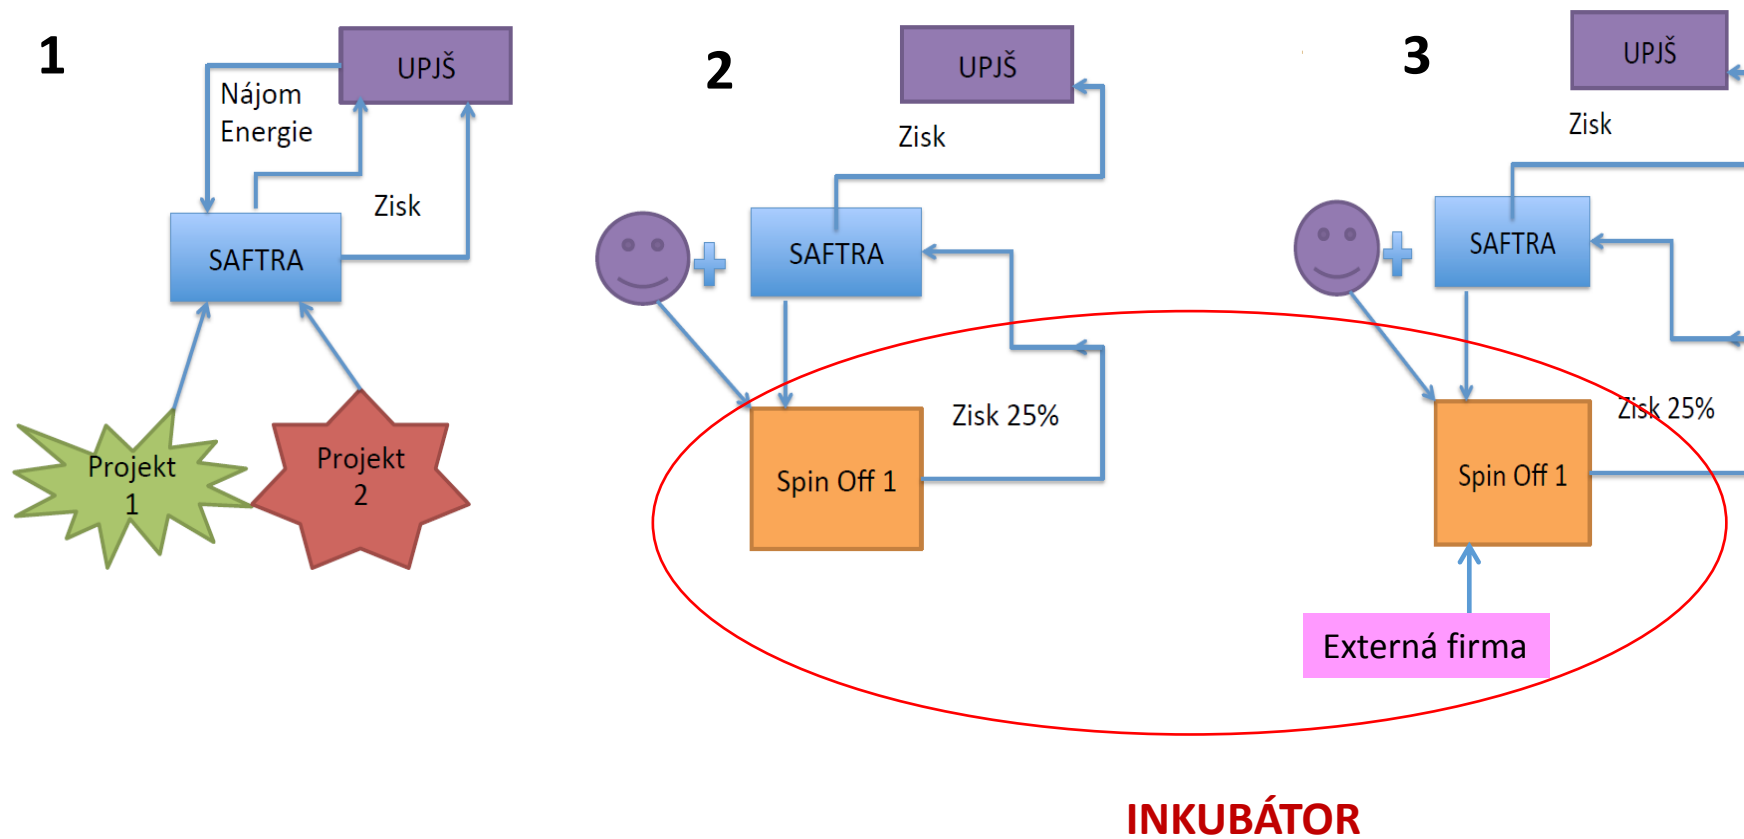 1
UPJŠ
Nájom
Energie
Zisk
SAFTRA
Projekt
1
Projekt
2
2
UPJŠ
Zisk
SAFTRA
Zisk 25%
Spin Off 1
3
UPJŠ
Zisk
SAFTRA
Zisk 25%
Spin Off 1
Externá firma
INKUBÁTOR